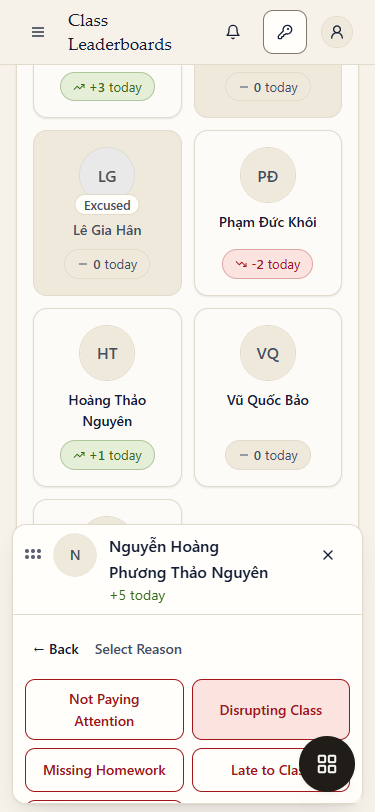 Class
Leaderboards
+3 today
0 today
LG
Excused
Lê Gia Hân
0 today
PĐ
Phạm Đức Khôi
-2 today
HT
Hoàng Thảo
Nguyên
+1 today
VQ
Vũ Quốc Bảo
0 today
N
Nguyễn Hoàng
Phương Thảo Nguyên
+5 today
← Back
Select Reason
Not Paying
Attention
Disrupting Class
Missing Homework
Late to